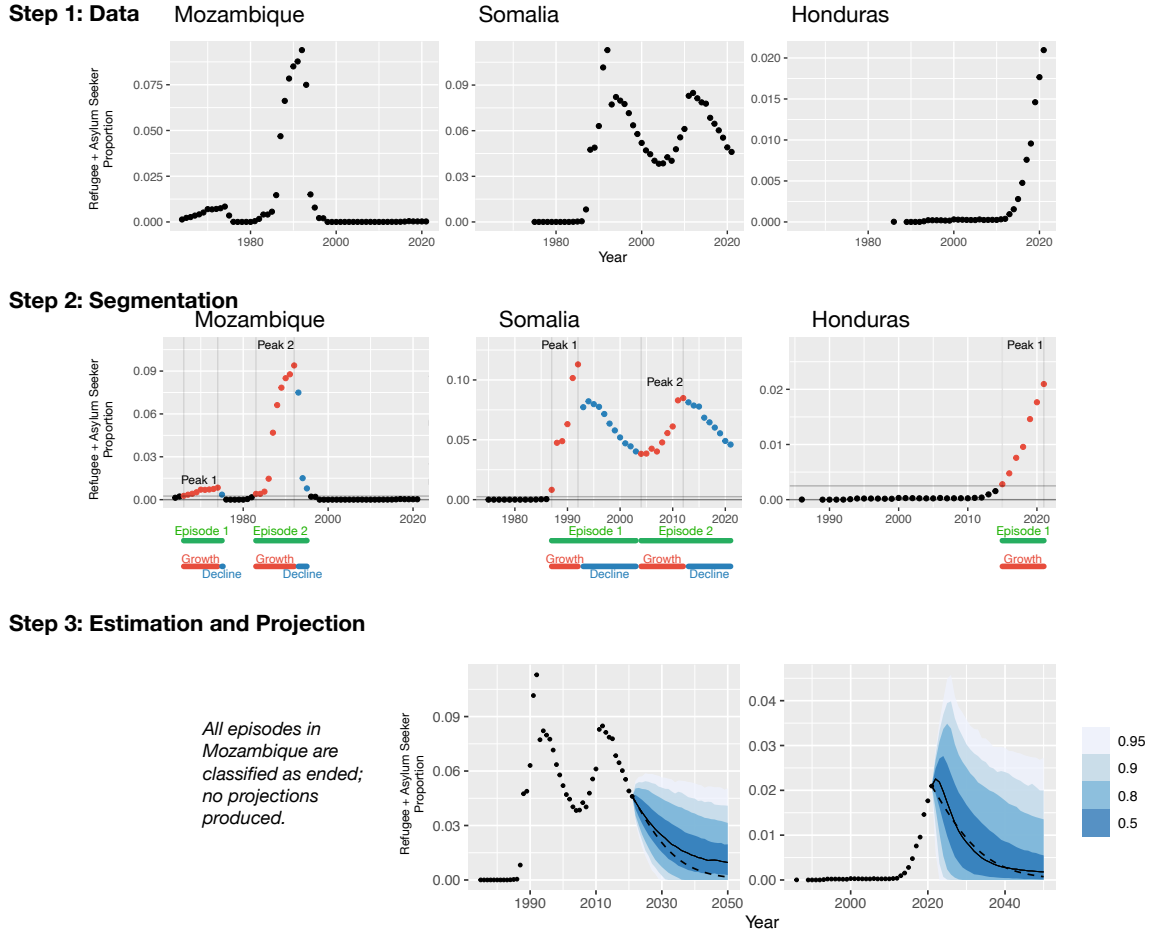 Step 1: Data
Mozambique
Somalia
Honduras
Refugee + Asylum Seeker
Proportion
0.075
0.050
0.025
0.000
1980
2000
2020
0.09
0.06
0.03
0.00
1980
2000
2020
0.020
0.015
0.010
0.005
0.000
1980
2000
2020
Year
Step 2: Segmentation
Mozambique
Somalia
Honduras
Refugee + Asylum Seeker
Proportion
0.09
0.06
0.03
0.00
Peak 1
Peak 2
1980
2000
2020
Episode 1
Episode 2
Growth
Decline
Growth
Decline
0.10
0.05
0.00
Peak 1
Peak 2
1980
1990
2000
2010
2020
Episode 1
Episode 2
Growth
Decline
Growth
Decline
0.02
0.01
0.00
Peak 1
1990
2000
2010
2020
Episode 1
Growth
Step 3: Estimation and Projection
All episodes in
Mozambique are
classified as ended;
no projections
produced.
Refugee + Asylum Seeker
Proportion
0.09
0.06
0.03
0.00
1990
2010
2030
2050
0.04
0.03
0.02
0.01
0.00
2000
2020
2040
Year
0.95
0.9
0.8
0.5